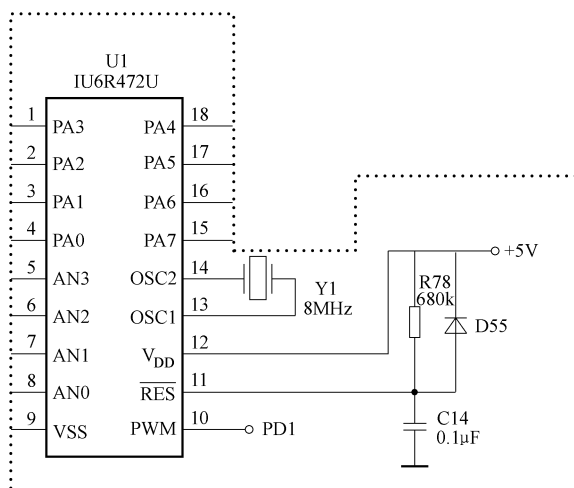 U1
IU6R472U
1 PA3 PA4 18
2 PA2 PA5 17
3 PA1 PA6 16
4 PA0 PA7 15
5 AN3 OSC2 14
6 AN2 OSC1 13
7 AN1 VDD 12
8 AN0 RES 11
9 VSS PWM 10
Y1
8MHz
+5V
R78
680k
D55
C14
0.1μF
PD1